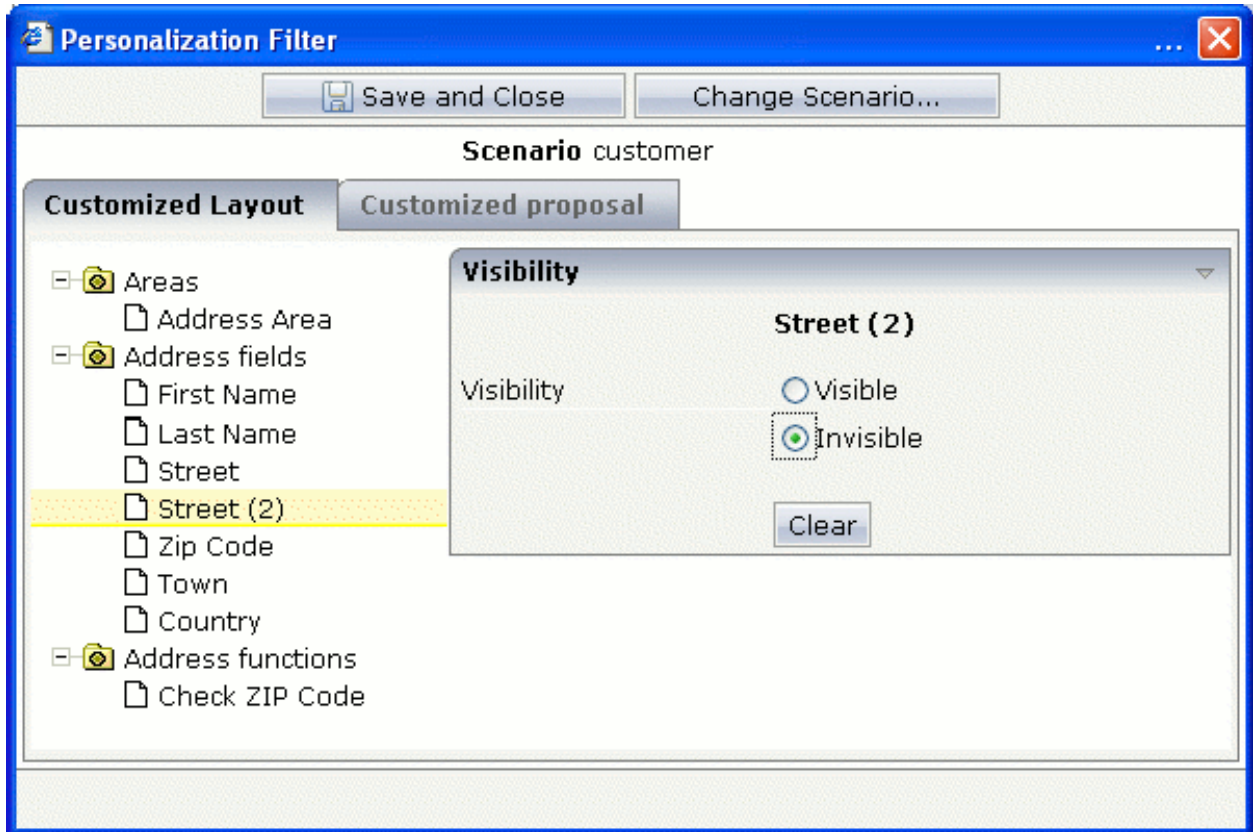 Personalization Filter ...
Save and Close Change Scenario...
Scenario customer
Customized Layout Customized proposal
Areas
Address Area
Address fields
First Name
Last Name
Street
Street (2)
Zip Code
Town
Country
Address functions
Check ZIP Code
Visibility
Street (2)
Visibility Visible
Invisible
Clear